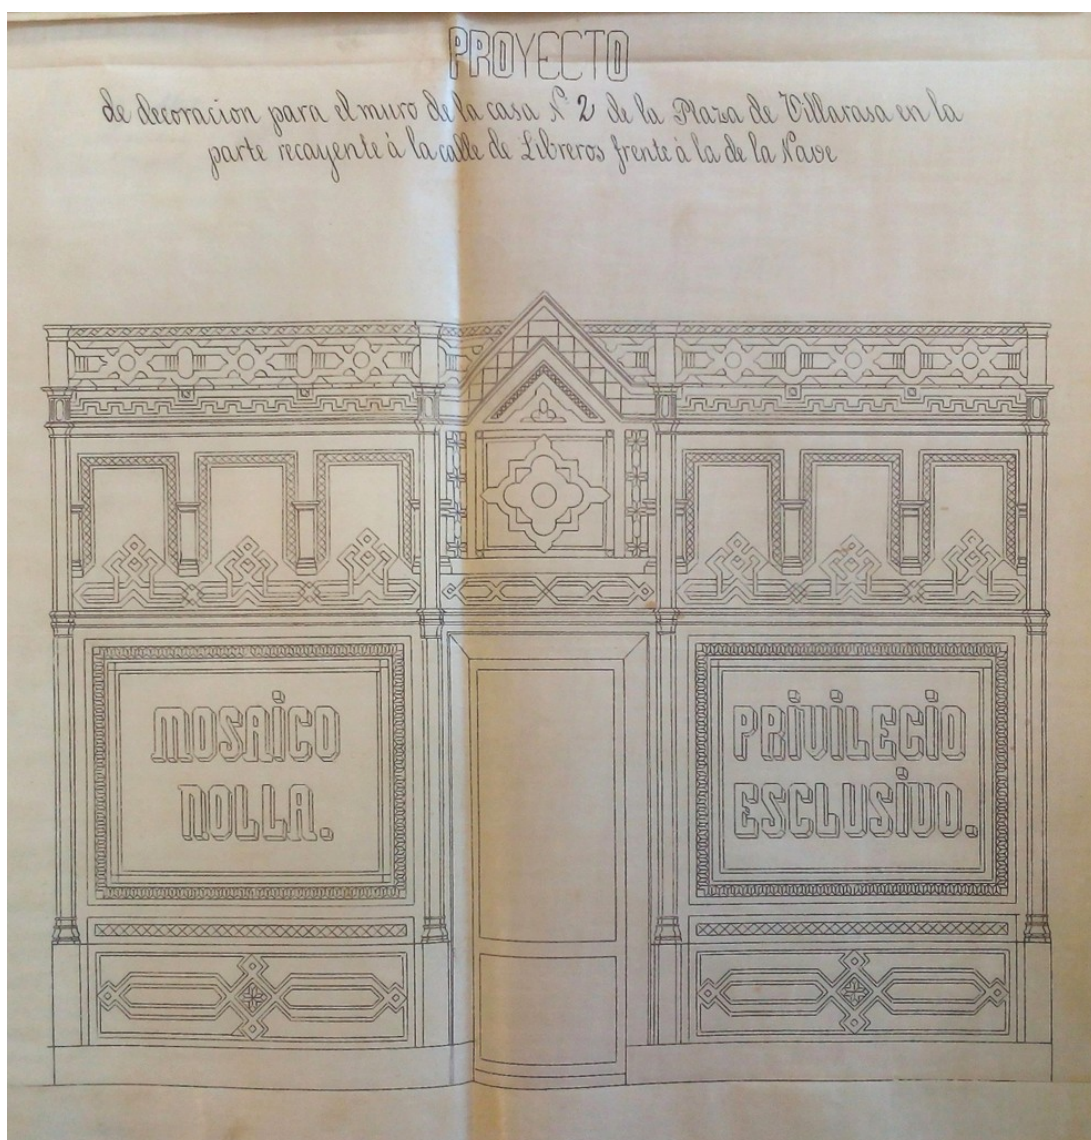 PROYECTO
de decoracion para el muro de la casa Nº 2 de la Plaza de Villarasa en la
parte recayente à la calle de Libreros frente à la de la Nave
MOSAiCO
NOLLA.
PRiViLECiO
ESCLUSiVO.